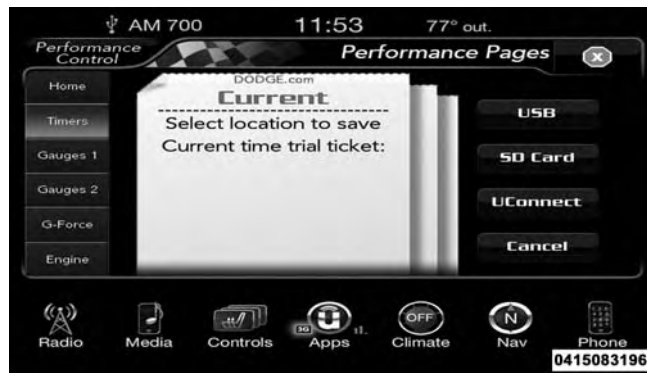 AM 700 11:53 77° out.
Performance
Control
Performance Pages
X
Home
Timers
Gauges 1
Gauges 2
G-Force
Engine
DODGE.com
Current
Select location to save
Current time trial ticket:
USB
SD Card
UConnect
Cancel
3G
U
OFF
N
Radio Media Controls Apps Climate Nav Phone
0415083196